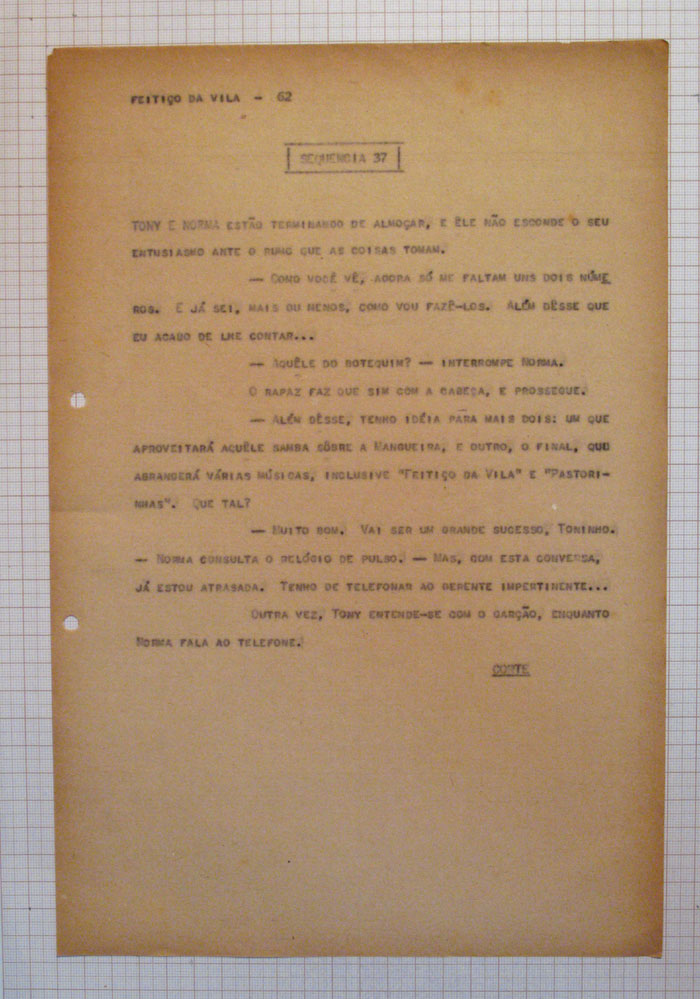 FEITIÇO DA VILA - 62
SEQUENCIA 37
TONY E NORMA ESTÃO TERMINANDO DE ALMOÇAR, E ÊLE NÃO ESCONDE O SEU
ENTUSIASMO ANTE O RUMO QUE AS COISAS TOMAM.
— COMO VOCÊ VÊ, AGORA SÓ ME FALTAM UNS DOIS NÚME
ROS. E JÁ SEI, MAIS OU MENOS, COMO VOU FAZÊ-LOS. ALÉM DÊSSE QUE
EU ACABO DE LHE CONTAR...
— AQUÊLE DO BOTEQUIM? — INTERROMPE NORMA.
O RAPAZ FAZ QUE SIM COM A CABEÇA, E PROSSEGUE.
— ALÉM DÊSSE, TENHO IDÉIA PARA MAIS DOIS: UM QUE
APROVEITARÁ AQUÊLE SAMBA SÔBRE A MANGUEIRA, E OUTRO, O FINAL, QUE
ABRANGERÁ VÁRIAS MÚSICAS, INCLUSIVE "FEITIÇO DA VILA" E "PASTORI-
NHAS". QUE TAL?
— MUITO BOM. VAI SER UM GRANDE SUCESSO, TONINHO.
— NORMA CONSULTA O RELÓGIO DE PULSO. — MAS, COM ESTA CONVERSA,
JÁ ESTOU ATRASADA. TENHO DE TELEFONAR AO GERENTE IMPERTINENTE...
OUTRA VEZ, TONY ENTENDE-SE COM O GARÇÃO, ENQUANTO
NORMA FALA AO TELEFONE.
CORTE